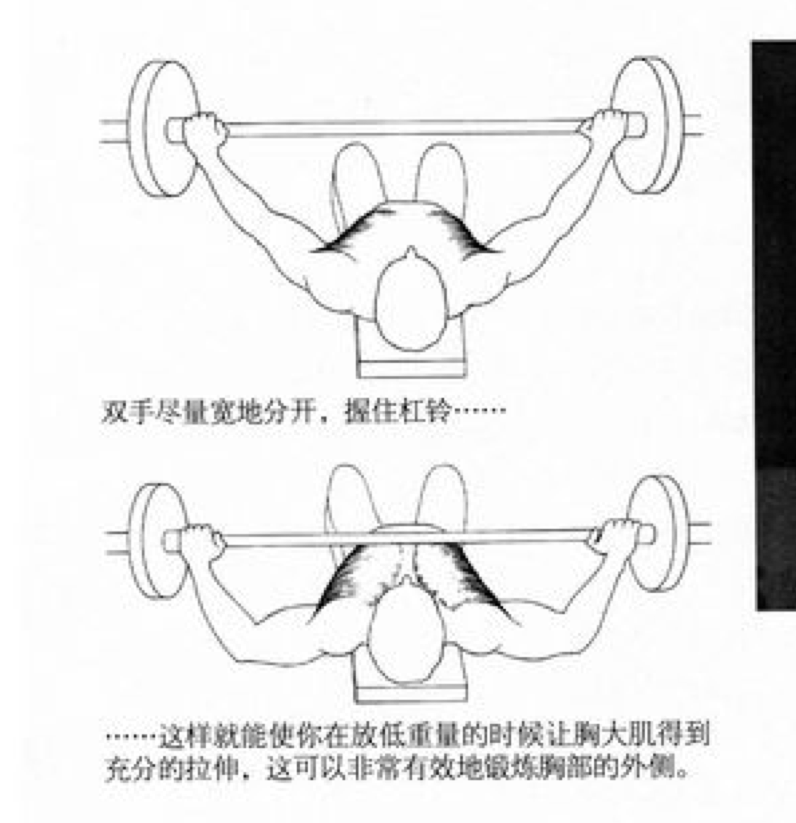 双手尽量宽地分开，握住杠铃……
……这样就能使你在放低重量的时候让胸大肌得到
充分的拉伸，这可以非常有效地锻炼胸部的外侧。